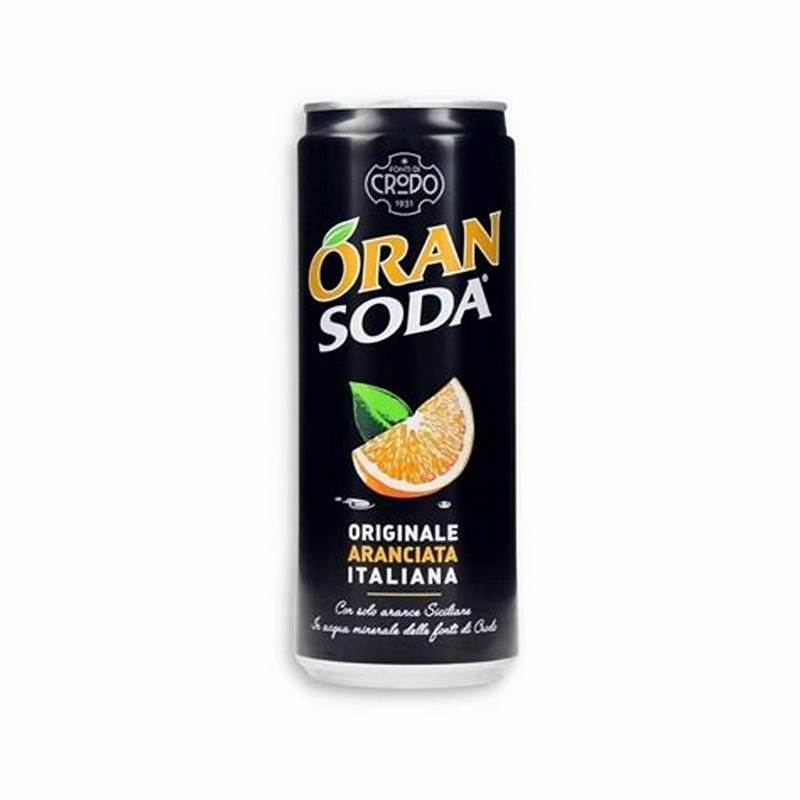 FONTI DI
CRODO
1931
ORAN
SODA®
ORIGINALE
ARANCIATA
ITALIANA
Con solo arance Siciliane
In acqua minerale delle fonti di Crodo